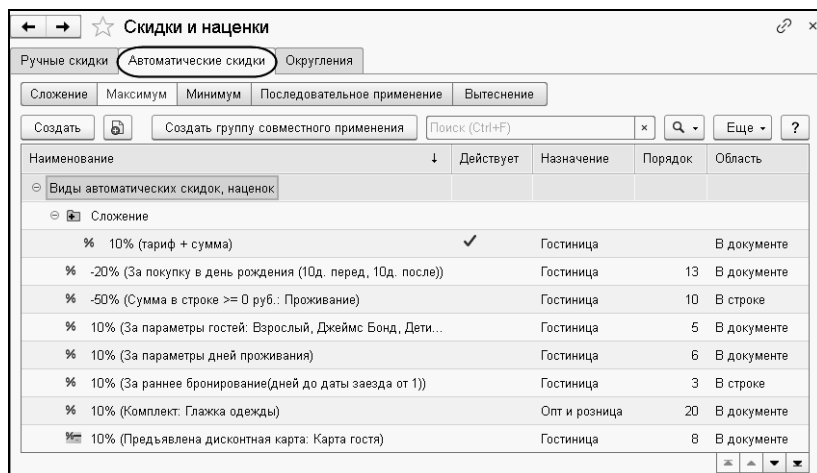 Скидки и наценки
Ручные скидки Автоматические скидки Округления
Сложение Максимум Минимум Последовательное применение Вытеснение
Создать Создать группу совместного применения Поиск (Ctrl+F) × Еще ?
Наименование ↓ Действует Назначение Порядок Область
Виды автоматических скидок, наценок
Сложение
% 10% (тариф + сумма) Гостиница В документе
% -20% (За покупку в день рождения (10д. перед, 10д. после)) Гостиница 13 В документе
% -50% (Сумма в строке >= 0 руб.: Проживание) Гостиница 10 В строке
% 10% (За параметры гостей: Взрослый, Джеймс Бонд, Дети... Гостиница 5 В документе
% 10% (За параметры дней проживания) Гостиница 6 В документе
% 10% (За раннее бронирование(дней до даты заезда от 1)) Гостиница 3 В строке
% 10% (Комплект: Глажка одежды) Опт и розница 20 В документе
% 10% (Предъявлена дисконтная карта: Карта гостя) Гостиница 8 В документе